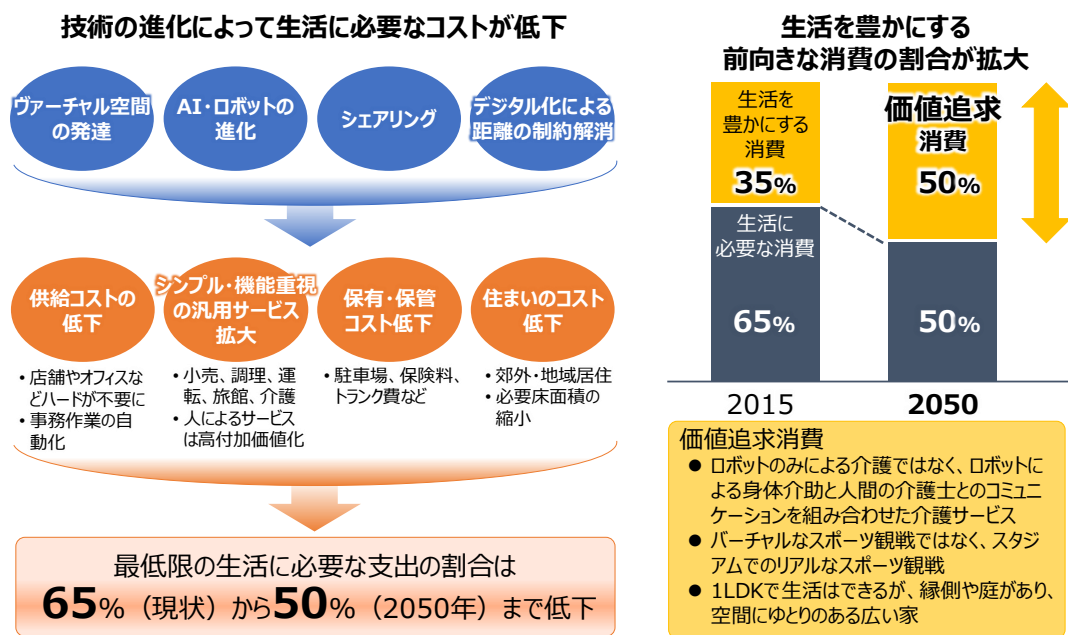 技術の進化によって生活に必要なコストが低下
ヴァーチャル空間
の発達
AI・ロボットの
進化
シェアリング
デジタル化による
距離の制約解消
供給コストの
低下
シンプル・機能重視
の汎用サービス
拡大
保有・保管
コスト低下
住まいのコスト
低下
• 店舗やオフィスな
どハードが不要に
• 事務作業の自
動化
• 小売、調理、運
転、旅館、介護
• 人によるサービス
は高付加価値化
• 駐車場、保険料、
トランク費など
• 郊外・地域居住
• 必要床面積の
縮小
最低限の生活に必要な支出の割合は
65%（現状）から50%（2050年）まで低下
生活を豊かにする
前向きな消費の割合が拡大
生活を
豊かにする
消費
35%
生活に
必要な消費
65%
価値追求
消費
50%
50%
2015
2050
価値追求消費
● ロボットのみによる介護ではなく、ロボットに
よる身体介助と人間の介護士とのコミュニ
ケーションを組み合わせた介護サービス
● バーチャルなスポーツ観戦ではなく、スタジ
アムでのリアルなスポーツ観戦
● 1LDKで生活はできるが、縁側や庭があり、
空間にゆとりのある広い家